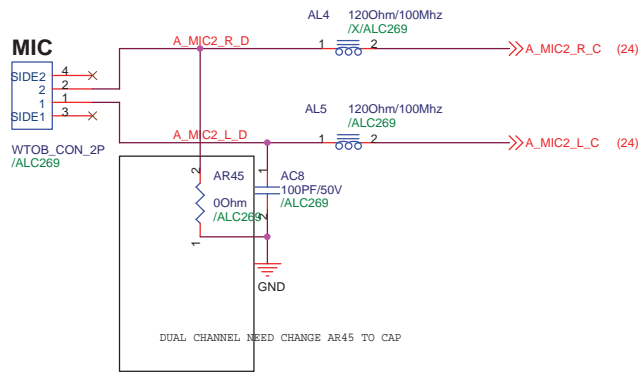 AL4 120Ohm/100Mhz
/X/ALC269
MIC
A_MIC2_R_D
1 2
A_MIC2_R_C (24)
SIDE2 4
2 2
1 1
SIDE1 3
AL5 120Ohm/100Mhz
/ALC269
A_MIC2_L_D
1 2
A_MIC2_L_C (24)
WTOB_CON_2P
/ALC269
2
1
AR45
0Ohm
/ALC269
1
AC8
100PF/50V
/ALC269
2
GND
DUAL CHANNEL NEED CHANGE AR45 TO CAP